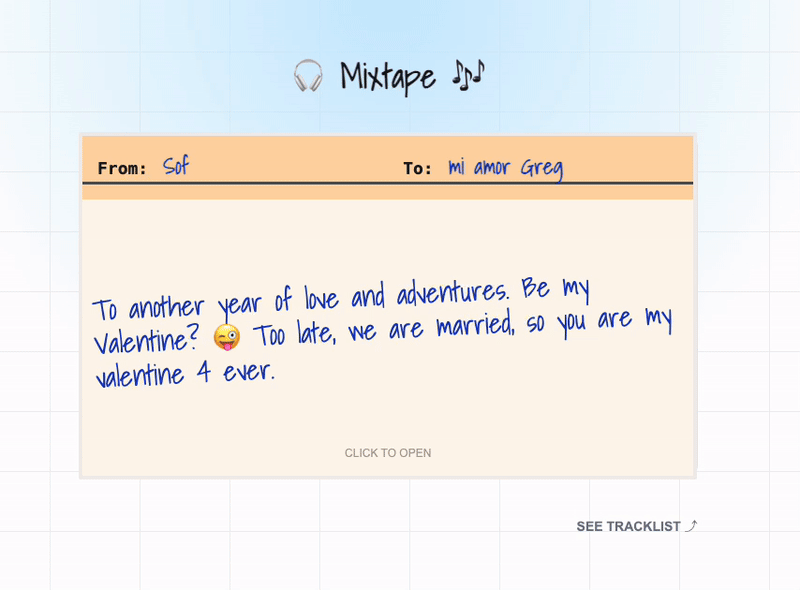 🎧 Mixtape 🎶
From: Sof To: mi amor Greg
To another year of love and adventures. Be my
Valentine? 😜 Too late, we are married, so you are my
valentine 4 ever.
CLICK TO OPEN
SEE TRACKLIST ⤴